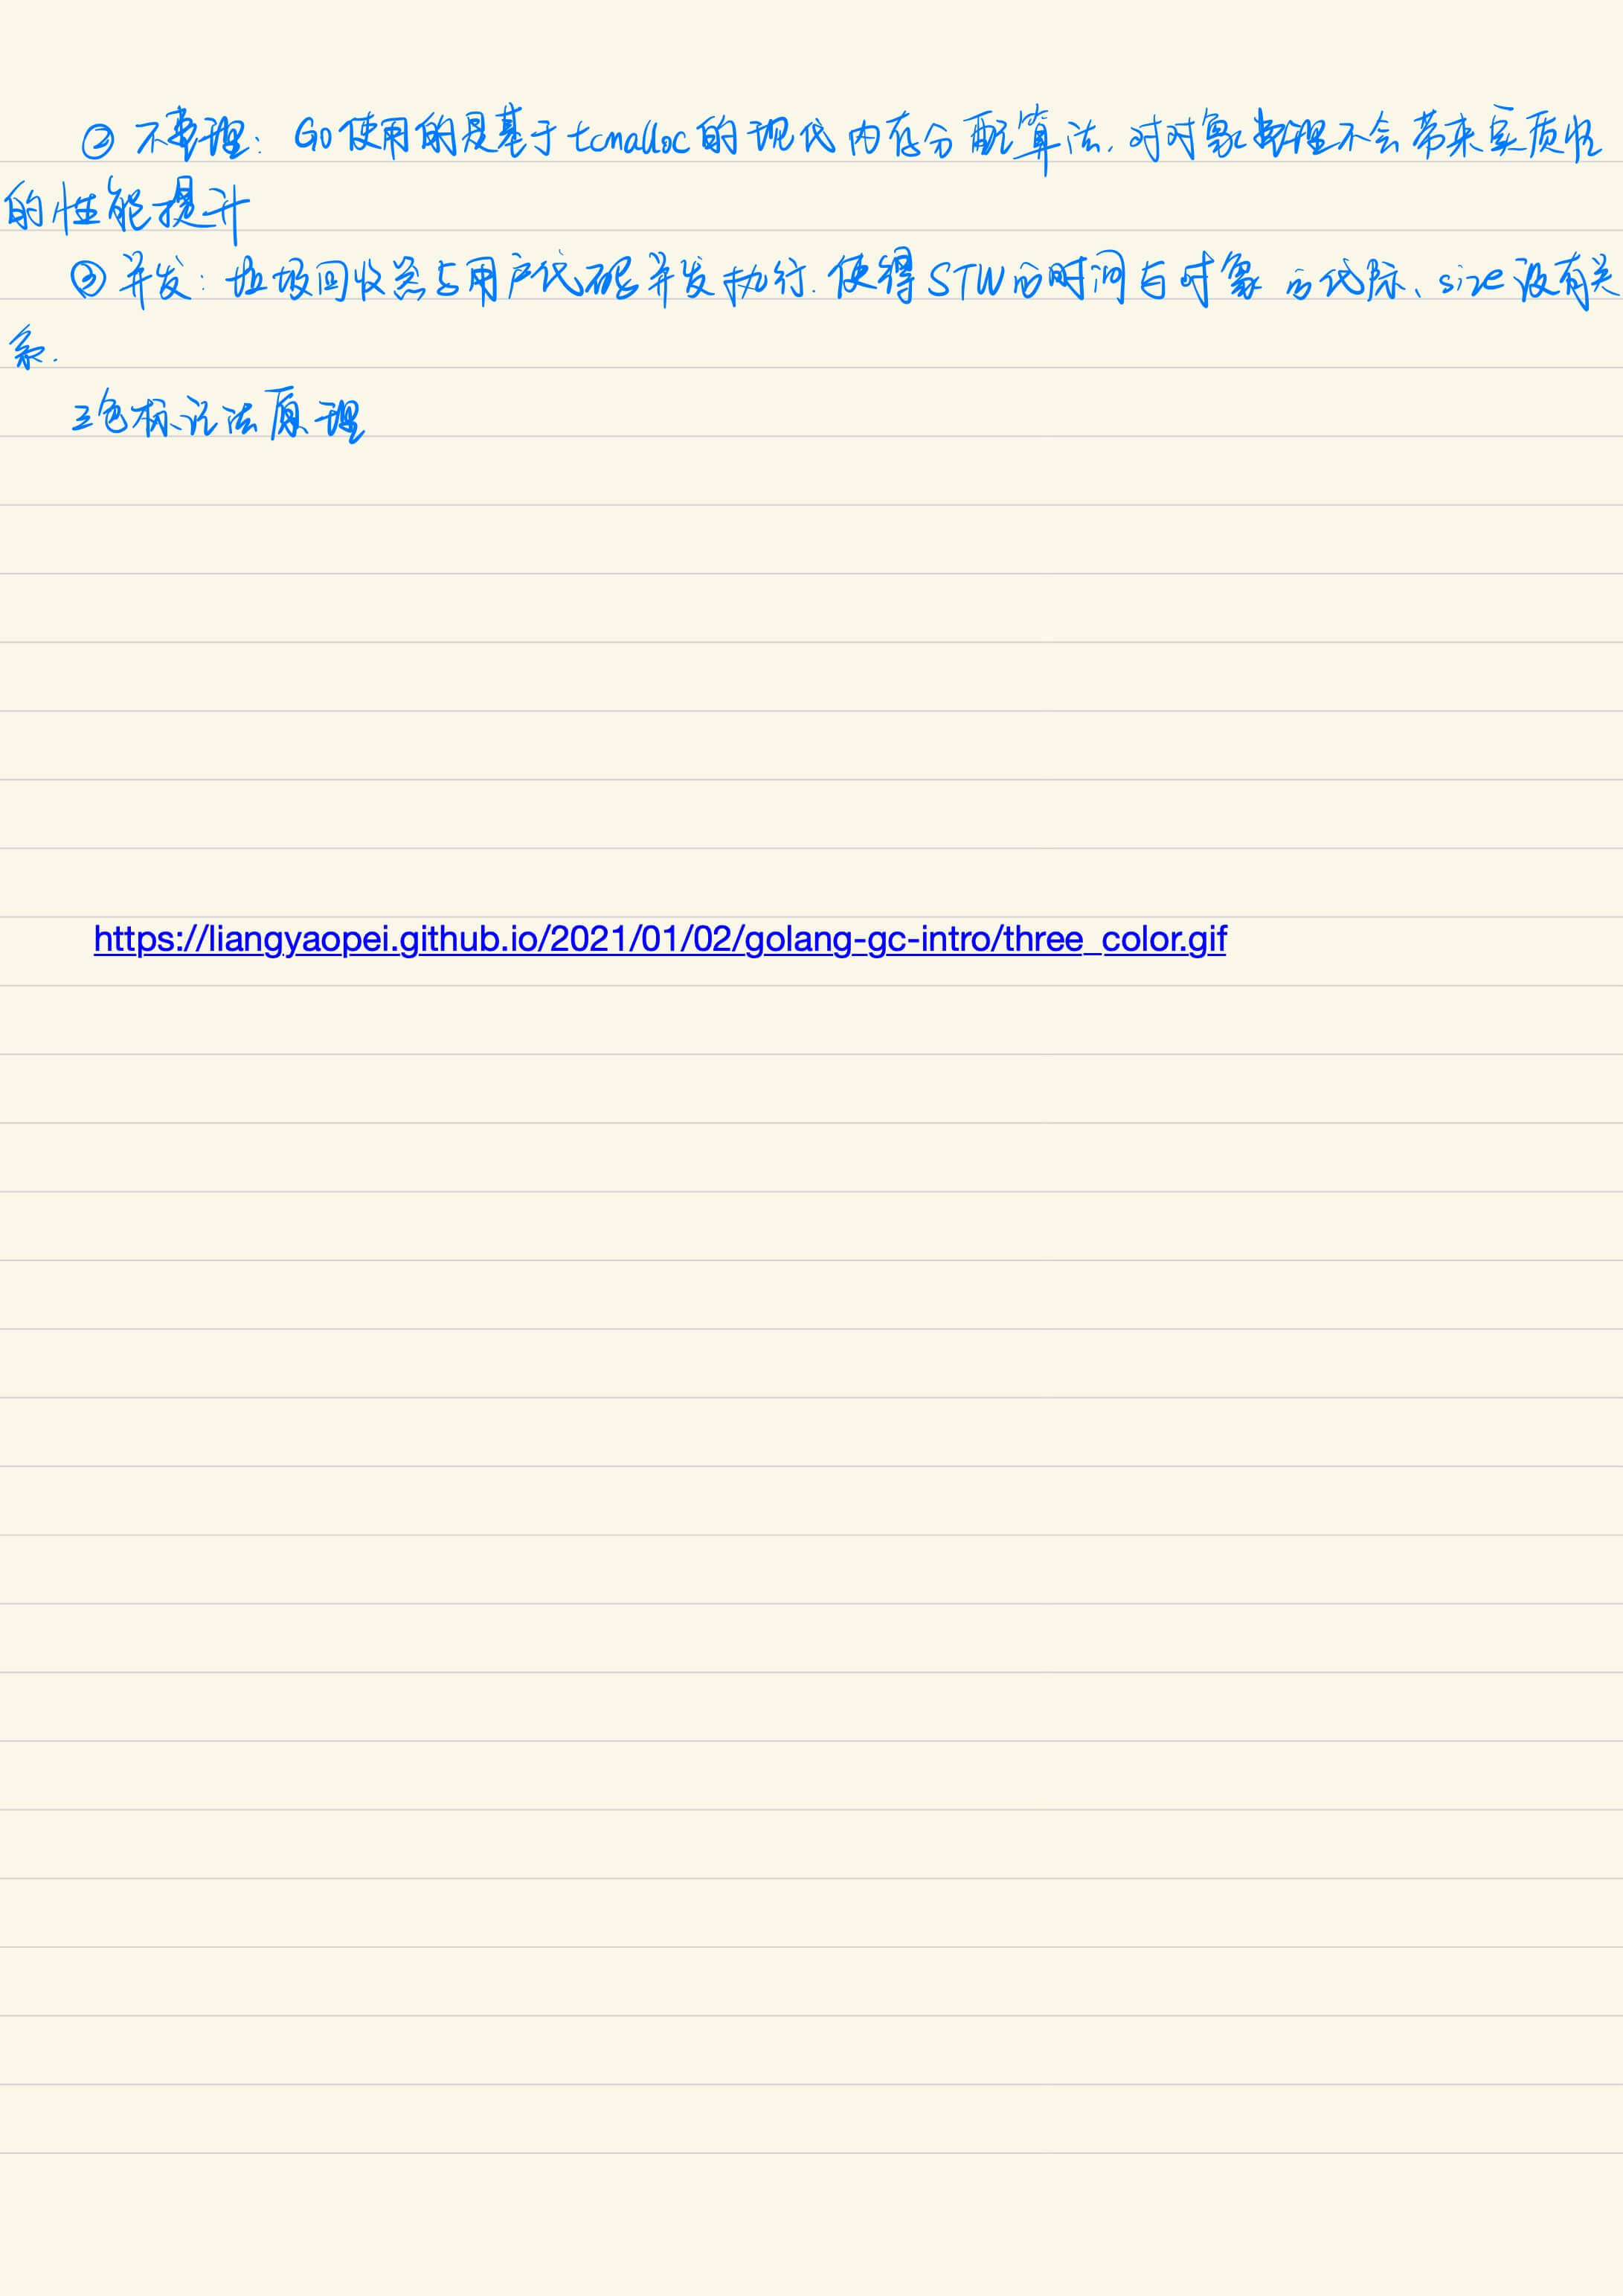 ② 不整理: Go使用的是基于tcmalloc的现代内存分配算法,对对象整理不会带来实质性
的性能提升
③ 并发: 垃圾回收器与用户代码并发执行.使得STW的时间与对象的代际、size没有关
系.
三色标记法原理
https://liangyaopei.github.io/2021/01/02/golang-gc-intro/three_color.gif